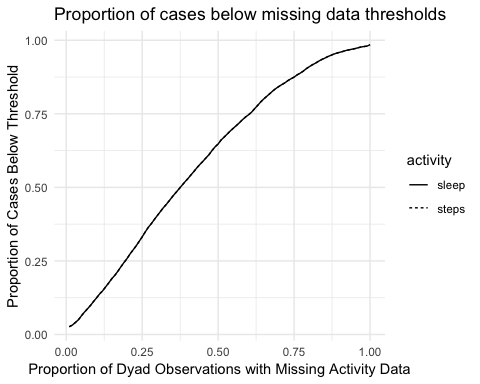 Proportion of cases below missing data thresholds
Proportion of Cases Below Threshold
1.00
0.75
0.50
0.25
0.00
0.00 0.25 0.50 0.75 1.00
Proportion of Dyad Observations with Missing Activity Data
activity
sleep
steps